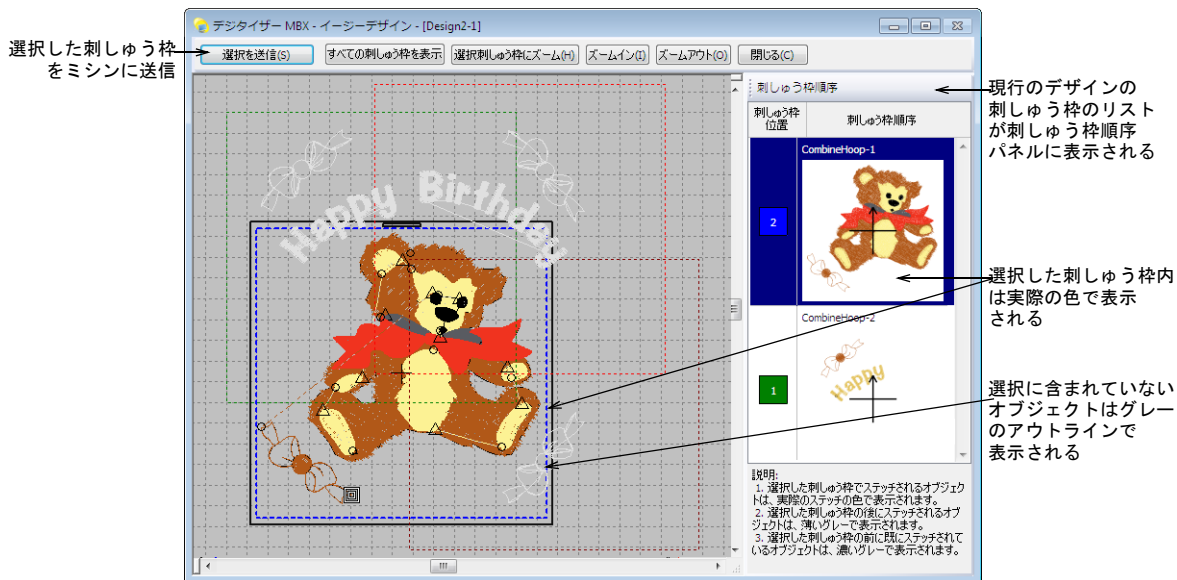 デジタイザー MBX - イージーデザイン - [Design2-1]
選択を送信(S)
すべての刺しゅう枠を表示
選択刺しゅう枠にズーム(H)
ズームイン(I)
ズームアウト(O)
閉じる(C)
選択した刺しゅう枠
をミシンに送信
Happy Birthday
刺しゅう枠順序
刺しゅう枠
位置
刺しゅう枠順序
CombineHoop-1
2
CombineHoop-2
Happy
1
説明:
1. 選択した刺しゅう枠でステッチされるオブジェク
トは、実際のステッチの色で表示されます。
2. 選択した刺しゅう枠の後にステッチされるオブ
ジェクトは、薄いグレーで表示されます。
3. 選択した刺しゅう枠の前に既にステッチされて
いるオブジェクトは、濃いグレーで表示されます。
現行のデザインの
刺しゅう枠のリスト
が刺しゅう枠順序
パネルに表示される
選択した刺しゅう枠内
は実際の色で表示
される
選択に含まれていない
オブジェクトはグレー
のアウトラインで
表示される